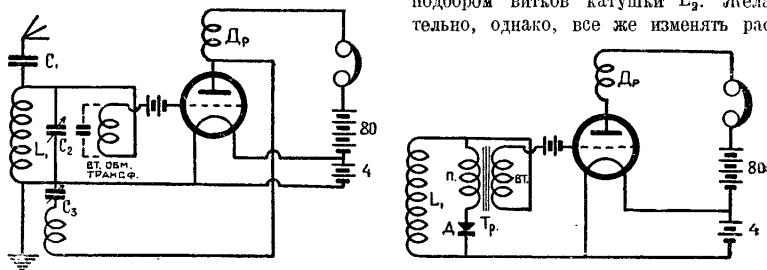 подбором витков катушки L₂. Жела-
тельно, однако, все же изменять рас
Др
C₁
L₁
C₂
ВТ. ОБМ.
ТРАНСФ.
C₃
80
4
Др
L₁
п.
вт.
Д
Тр.
80
4